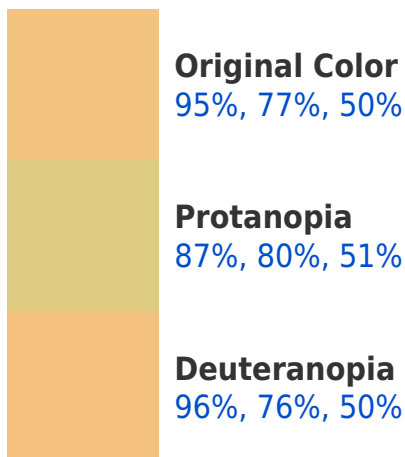 Original Color
95%, 77%, 50%
Protanopia
87%, 80%, 51%
Deuteranopia
96%, 76%, 50%